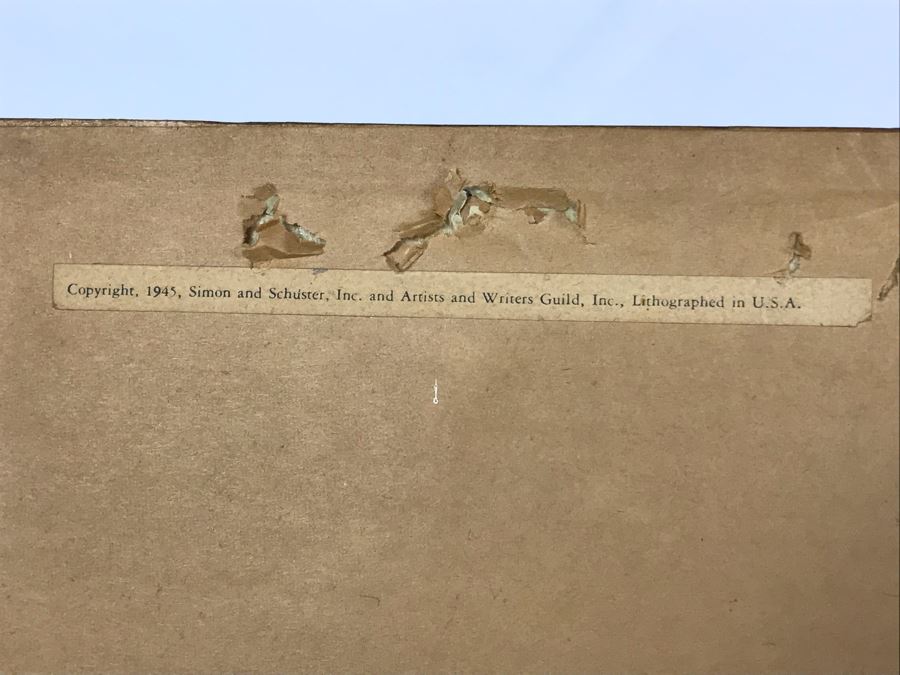 Copyright, 1945, Simon and Schuster, Inc. and Artists and Writers Guild, Inc., Lithographed in U.S.A.